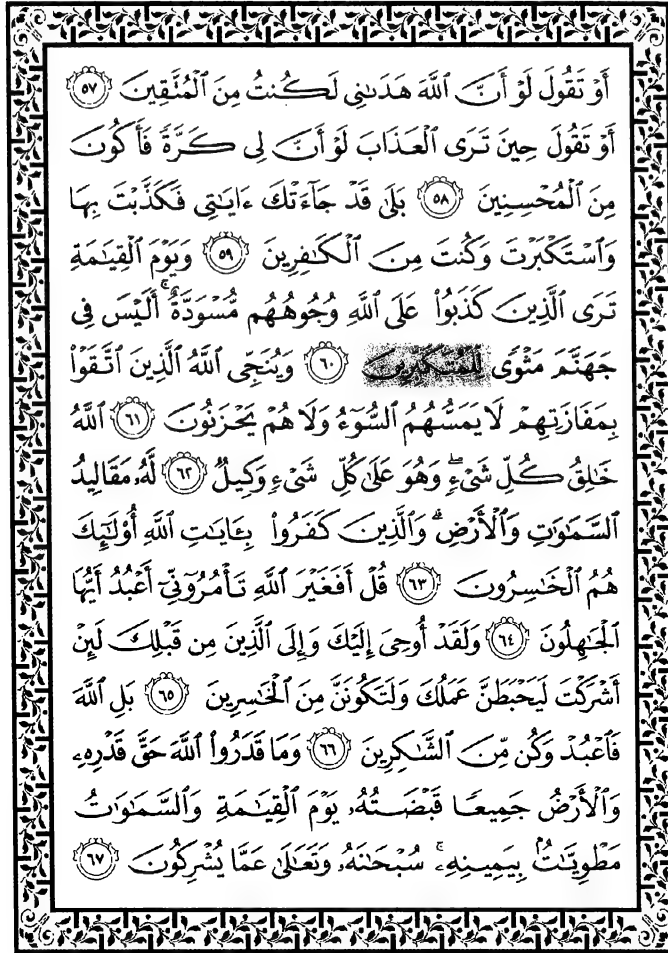 أَوْ تَقُولَ لَوْ أَنَّ ٱللَّهَ هَدَىٰنِى لَكُنتُ مِنَ ٱلْمُتَّقِينَ ٥٧
أَوْ تَقُولَ حِينَ تَرَى ٱلْعَذَابَ لَوْ أَنَّ لِى كَرَّةً فَأَكُونَ
مِنَ ٱلْمُحْسِنِينَ ٥٨ بَلَىٰ قَدْ جَآءَتْكَ ءَايَٰتِى فَكَذَّبْتَ بِهَا
وَٱسْتَكْبَرْتَ وَكُنتَ مِنَ ٱلْكَٰفِرِينَ ٥٩ وَيَوْمَ ٱلْقِيَٰمَةِ
تَرَى ٱلَّذِينَ كَذَبُوا۟ عَلَى ٱللَّهِ وُجُوهُهُم مُّسْوَدَّةٌ ۚ أَلَيْسَ فِى
جَهَنَّمَ مَثْوًى لِّلْمُتَكَبِّرِينَ ٦٠ وَيُنَجِّى ٱللَّهُ ٱلَّذِينَ ٱتَّقَوْا۟
بِمَفَازَتِهِمْ لَا يَمَسُّهُمُ ٱلسُّوٓءُ وَلَا هُمْ يَحْزَنُونَ ٦١ ٱللَّهُ
خَٰلِقُ كُلِّ شَىْءٍ ۖ وَهُوَ عَلَىٰ كُلِّ شَىْءٍ وَكِيلٌ ٦٢ لَّهُۥ مَقَالِيدُ
ٱلسَّمَٰوَٰتِ وَٱلْأَرْضِ ۗ وَٱلَّذِينَ كَفَرُوا۟ بِـَٔايَٰتِ ٱللَّهِ أُو۟لَٰٓئِكَ
هُمُ ٱلْخَٰسِرُونَ ٦٣ قُلْ أَفَغَيْرَ ٱللَّهِ تَأْمُرُوٓنِّىٓ أَعْبُدُ أَيُّهَا
ٱلْجَٰهِلُونَ ٦٤ وَلَقَدْ أُوحِىَ إِلَيْكَ وَإِلَى ٱلَّذِينَ مِن قَبْلِكَ لَئِنْ
أَشْرَكْتَ لَيَحْبَطَنَّ عَمَلُكَ وَلَتَكُونَنَّ مِنَ ٱلْخَٰسِرِينَ ٦٥ بَلِ ٱللَّهَ
فَٱعْبُدْ وَكُن مِّنَ ٱلشَّٰكِرِينَ ٦٦ وَمَا قَدَرُوا۟ ٱللَّهَ حَقَّ قَدْرِهِۦ
وَٱلْأَرْضُ جَمِيعًا قَبْضَتُهُۥ يَوْمَ ٱلْقِيَٰمَةِ وَٱلسَّمَٰوَٰتُ
مَطْوِيَّٰتٌۢ بِيَمِينِهِۦ ۚ سُبْحَٰنَهُۥ وَتَعَٰلَىٰ عَمَّا يُشْرِكُونَ ٦٧